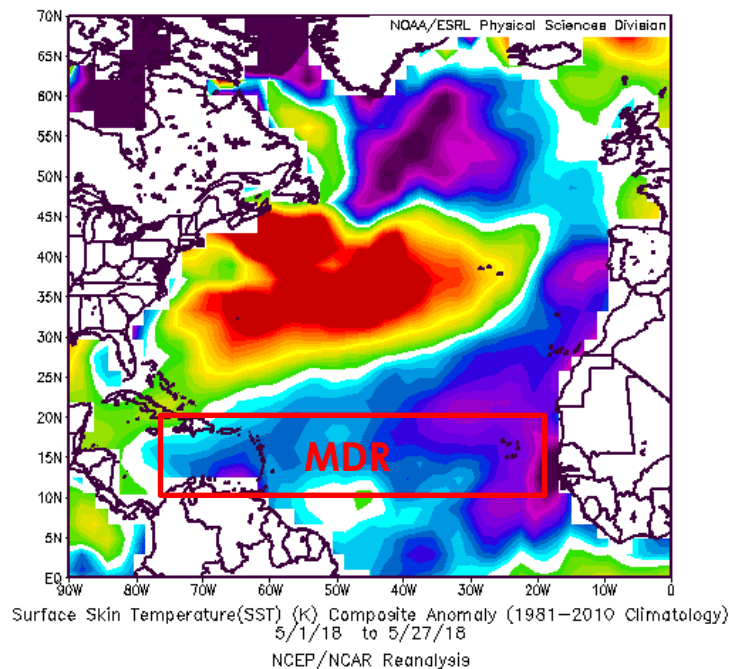 NOAA/ESRL Physical Sciences Division
70N
65N
60N
55N
50N
45N
40N
35N
30N
25N
20N
15N
10N
5N
EQ
MDR
90W 80W 70W 60W 50W 40W 30W 20W 10W 0
Surface Skin Temperature(SST) (K) Composite Anomaly (1981-2010 Climatology)
5/1/18 to 5/27/18
NCEP/NCAR Reanalysis